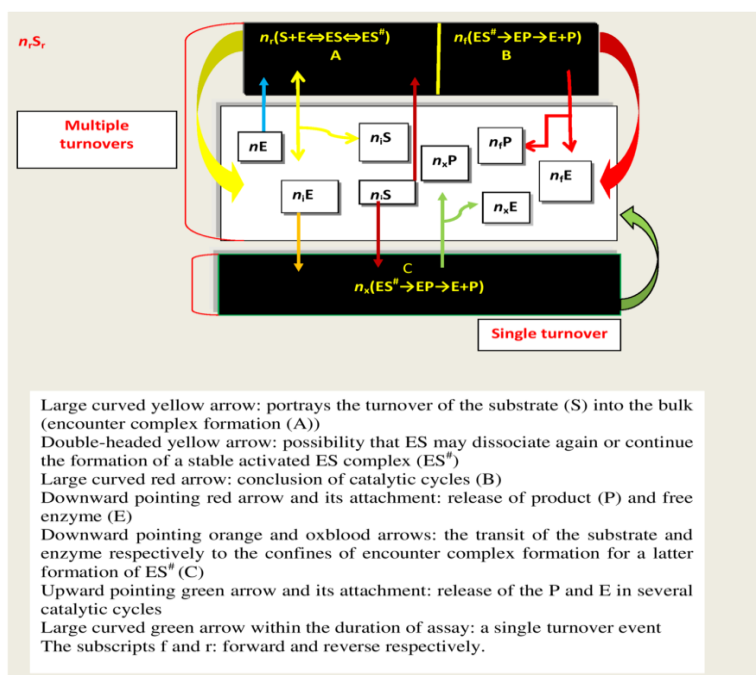 nᵣSᵣ
nᵣ(S+E⇔ES⇔ES#)
A
n_f(ES#→EP→E+P)
B
Multiple
turnovers
nE
nᵢS
nₓP
n_fP
n_fE
nᵢE
nᵢS
nₓE
C
nₓ(ES#→EP→E+P)
Single turnover
Large curved yellow arrow: portrays the turnover of the substrate (S) into the bulk
(encounter complex formation (A))
Double-headed yellow arrow: possibility that ES may dissociate again or continue
the formation of a stable activated ES complex (ES#)
Large curved red arrow: conclusion of catalytic cycles (B)
Downward pointing red arrow and its attachment: release of product (P) and free
enzyme (E)
Downward pointing orange and oxblood arrows: the transit of the substrate and
enzyme respectively to the confines of encounter complex formation for a latter
formation of ES# (C)
Upward pointing green arrow and its attachment: release of the P and E in several
catalytic cycles
Large curved green arrow within the duration of assay: a single turnover event
The subscripts f and r: forward and reverse respectively.